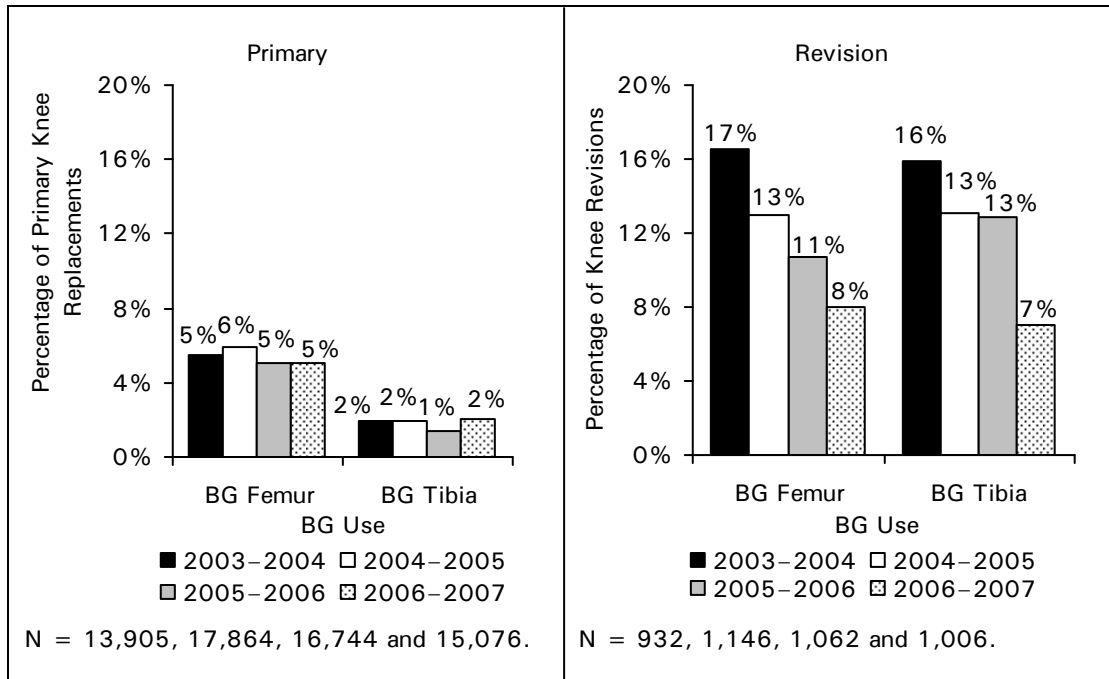 Primary
Percentage of Primary Knee
Replacements
20%
16%
12%
8%
4%
0%
5%
6%
5%
5%
2%
2%
1%
2%
BG Femur
BG Tibia
BG Use
2003–2004
2004–2005
2005–2006
2006–2007
N = 13,905, 17,864, 16,744 and 15,076.
Revision
Percentage of Knee Revisions
20%
16%
12%
8%
4%
0%
17%
13%
11%
8%
16%
13%
13%
7%
BG Femur
BG Tibia
BG Use
2003–2004
2004–2005
2005–2006
2006–2007
N = 932, 1,146, 1,062 and 1,006.